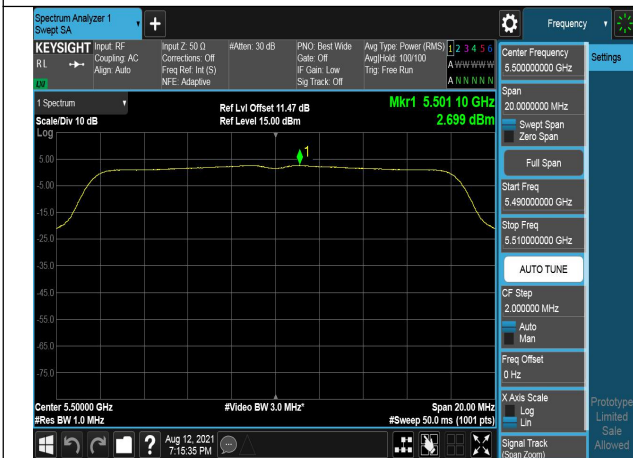 Spectrum Analyzer 1
Swept SA
+
Frequency
KEYSIGHT
RL
Input: RF
Coupling: AC
Align: Auto
Input Z: 50 Ω
Corrections: Off
Freq Ref: Int (S)
NFE: Adaptive
#Atten: 30 dB
PNO: Best Wide
Gate: Off
IF Gain: Low
Sig Track: Off
Avg Type: Power (RMS)
Avg|Hold: 100/100
Trig: Free Run
1 2 3 4 5 6
A W W W W W
A N N N N N
1 Spectrum
Scale/Div 10 dB
Log
Ref Lvl Offset 11.47 dB
Ref Level 15.00 dBm
Mkr1 5.501 10 GHz
2.699 dBm
1
5.00
-5.00
-15.0
-25.0
-35.0
-45.0
-55.0
-65.0
-75.0
Center 5.50000 GHz
#Res BW 1.0 MHz
#Video BW 3.0 MHz*
Span 20.00 MHz
#Sweep 50.0 ms (1001 pts)
?
Aug 12, 2021
7:15:35 PM
Center Frequency
5.500000000 GHz
Span
20.0000000 MHz
Swept Span
Zero Span
Full Span
Start Freq
5.490000000 GHz
Stop Freq
5.510000000 GHz
AUTO TUNE
CF Step
2.000000 MHz
Auto
Man
Freq Offset
0 Hz
X Axis Scale
Log
Lin
Signal Track
(Span Zoom)
Settings
Prototype
Limited
Sale
Allowed